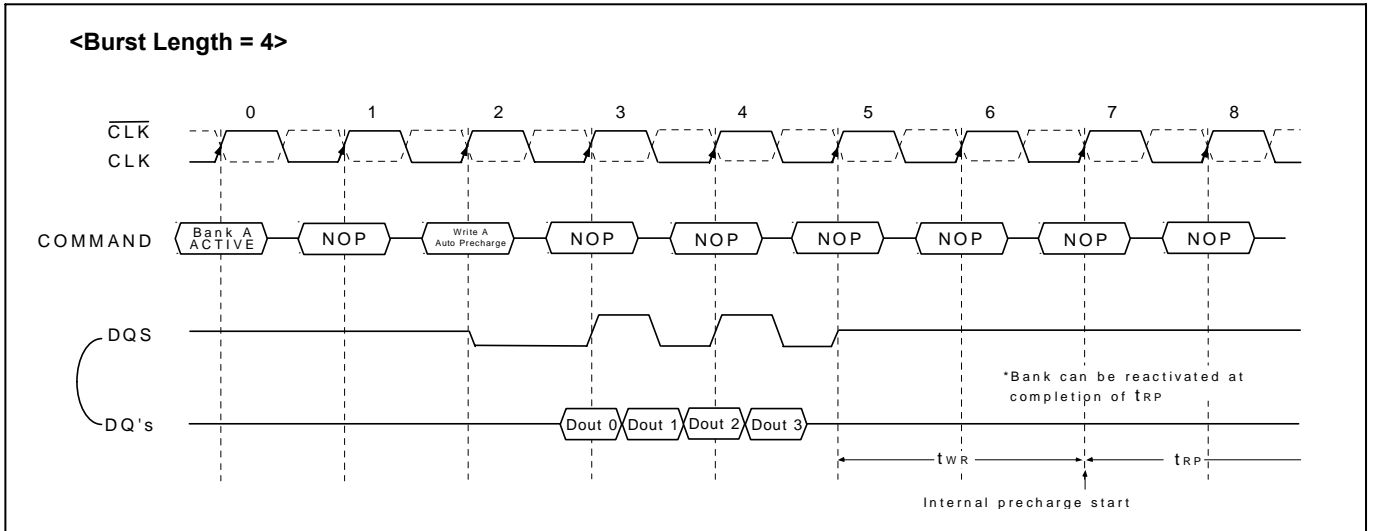 <Burst Length = 4>
0 1 2 3 4 5 6 7 8
CLK
CLK
COMMAND
Bank A
ACTIVE
NOP
Write A
Auto Precharge
NOP
NOP
NOP
NOP
NOP
NOP
DQS
*Bank can be reactivated at
completion of tRP
DQ's
Dout 0 Dout 1 Dout 2 Dout 3
tWR
tRP
Internal precharge start